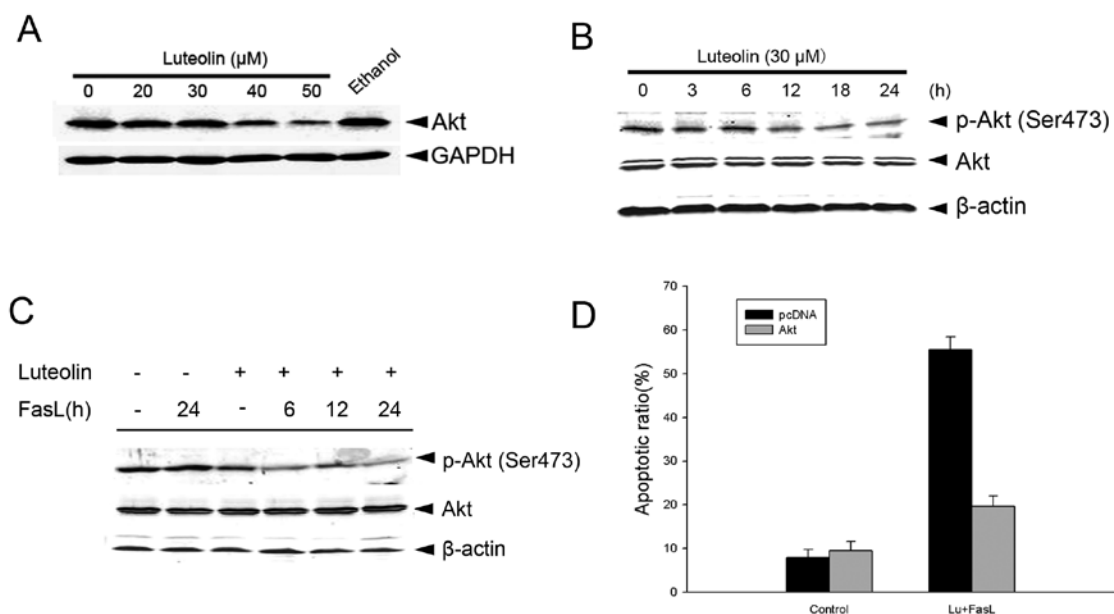 A
Luteolin (μM)
0 20 30 40 50 Ethanol
Akt
GAPDH
B
Luteolin (30 μM)
0 3 6 12 18 24 (h)
p-Akt (Ser473)
Akt
β-actin
C
Luteolin - - + + + +
FasL(h) - 24 - 6 12 24
p-Akt (Ser473)
Akt
β-actin
D
Apoptotic ratio(%)
70
60
50
40
30
20
10
0
pcDNA
Akt
Control Lu+FasL